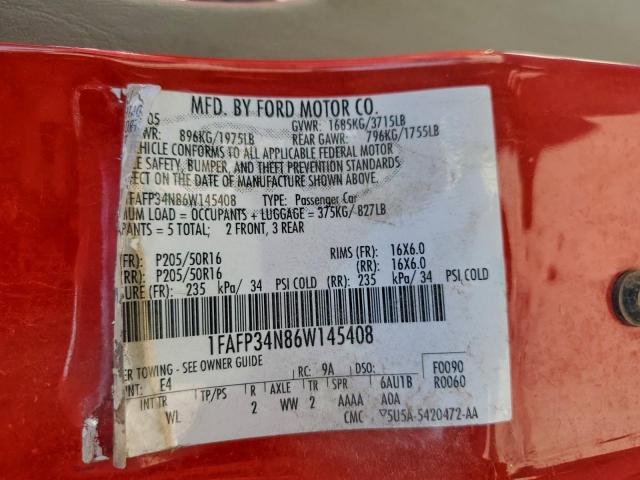 MFD. BY FORD MOTOR CO.
05 GVWR: 1685KG/3715LB
WR: 896KG/1975LB REAR GAWR: 796KG/1755LB
HICLE CONFORMS TO ALL APPLICABLE FEDERAL MOTOR
LE SAFETY, BUMPER, AND THEFT PREVENTION STANDARDS
FECT ON THE DATE OF MANUFACTURE SHOWN ABOVE.
FAFP34N86W145408 TYPE: Passenger Car
MUM LOAD = OCCUPANTS + LUGGAGE = 375KG/ 827LB
PANTS = 5 TOTAL; 2 FRONT, 3 REAR
(FR): P205/50R16 RIMS (FR): 16X6.0
(RR): P205/50R16 (RR): 16X6.0
URE (FR): 235 kPa/ 34 PSI COLD (RR): 235 kPa/ 34 PSI COLD
1FAFP34N86W145408
ER TOWING - SEE OWNER GUIDE
INT: E4 RC: 9A DSO: F0090
INT TR TP/PS R AXLE TR SPR 6AU1B R0060
WL 2 WW 2 AAAA A0A
CMC 5U5A-5420472-AA